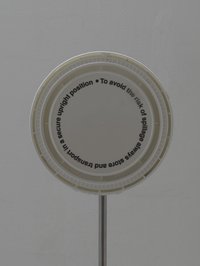 • To avoid the risk of spillage always store and transport in a secure upright position